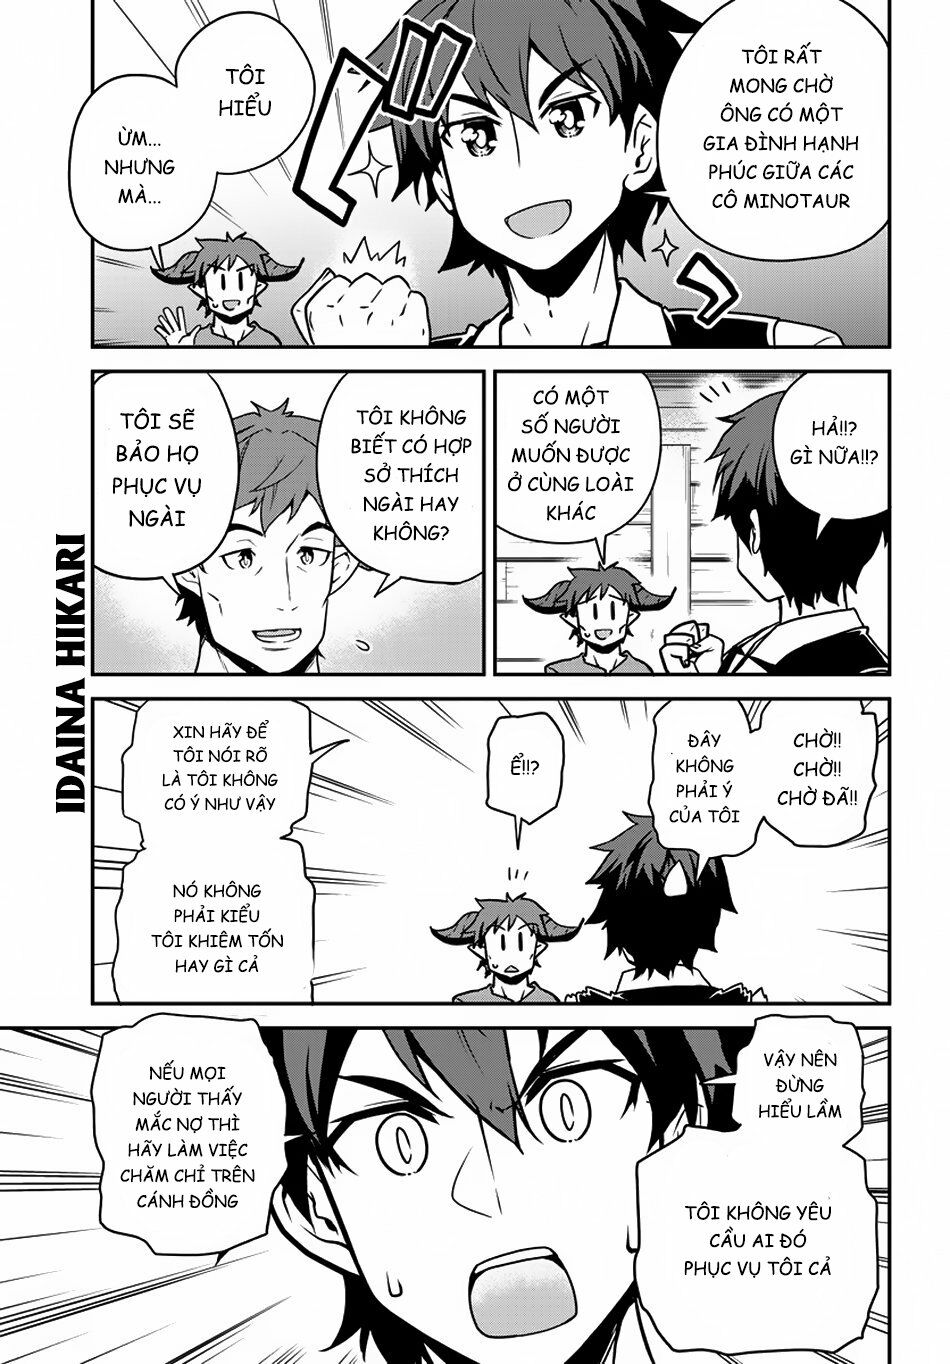 TÔI RẤT
MONG CHỜ
ÔNG CÓ MỘT
GIA ĐÌNH HẠNH
PHÚC GIỮA CÁC
CÔ MINOTAUR
TÔI
HIỂU
ỪM...
NHƯNG
MÀ...
HẢ!!?
GÌ NỮA!!?
CÓ MỘT
SỐ NGƯỜI
MUỐN ĐƯỢC
Ở CÙNG LOÀI
KHÁC
TÔI KHÔNG
BIẾT CÓ HỢP
SỞ THÍCH
NGÀI HAY
KHÔNG?
TÔI SẼ
BẢO HỌ
PHỤC VỤ
NGÀI
IDAINA HIKARI
CHỜ!!
CHỜ!!
CHỜ ĐÃ!!
ĐÂY
KHÔNG
PHẢI Ý
CỦA TÔI
Ể!!?
XIN HÃY ĐỂ
TÔI NÓI RÕ
LÀ TÔI KHÔNG
CÓ Ý NHƯ VẬY
NÓ KHÔNG
PHẢI KIỂU
TÔI KHIÊM TỐN
HAY GÌ CẢ
VẬY NÊN
ĐỪNG
HIỂU LẦM
TÔI KHÔNG YÊU
CẦU AI ĐÓ
PHỤC VỤ TÔI CẢ
NẾU MỌI
NGƯỜI THẤY
MẮC NỢ THÌ
HÃY LÀM VIỆC
CHĂM CHỈ TRÊN
CÁNH ĐỒNG